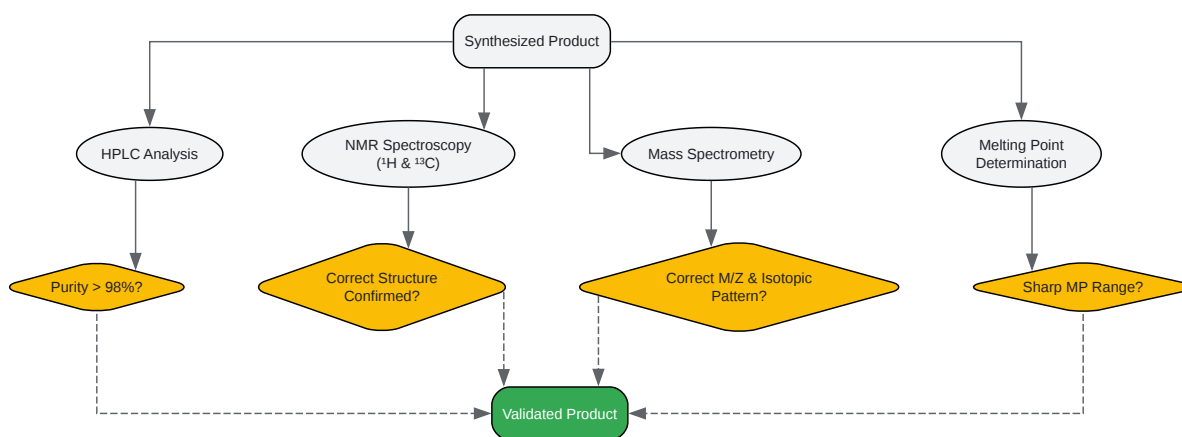 Synthesized Product
HPLC Analysis
NMR Spectroscopy
(¹H & ¹³C)
Mass Spectrometry
Melting Point
Determination
Purity > 98%?
Correct Structure
Confirmed?
Correct M/Z & Isotopic
Pattern?
Sharp MP Range?
Validated Product